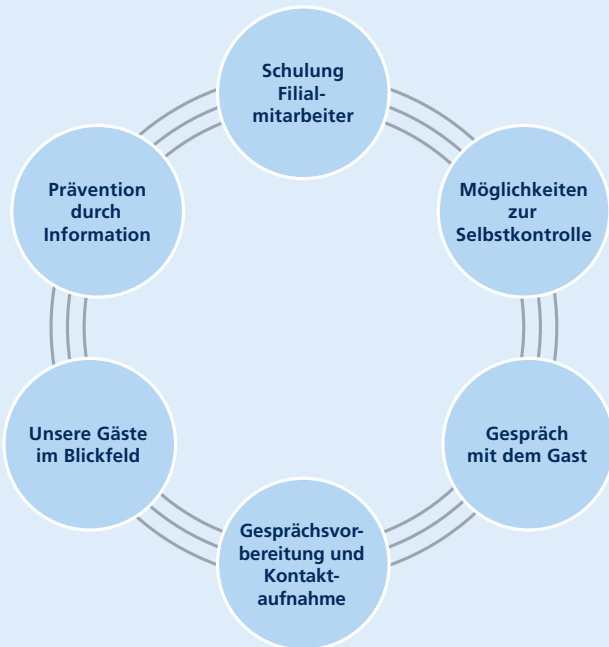 Schulung
Filial-
mitarbeiter
Prävention
durch
Information
Möglichkeiten
zur
Selbstkontrolle
Unsere Gäste
im Blickfeld
Gespräch
mit dem Gast
Gesprächsvor-
bereitung und
Kontakt-
aufnahme